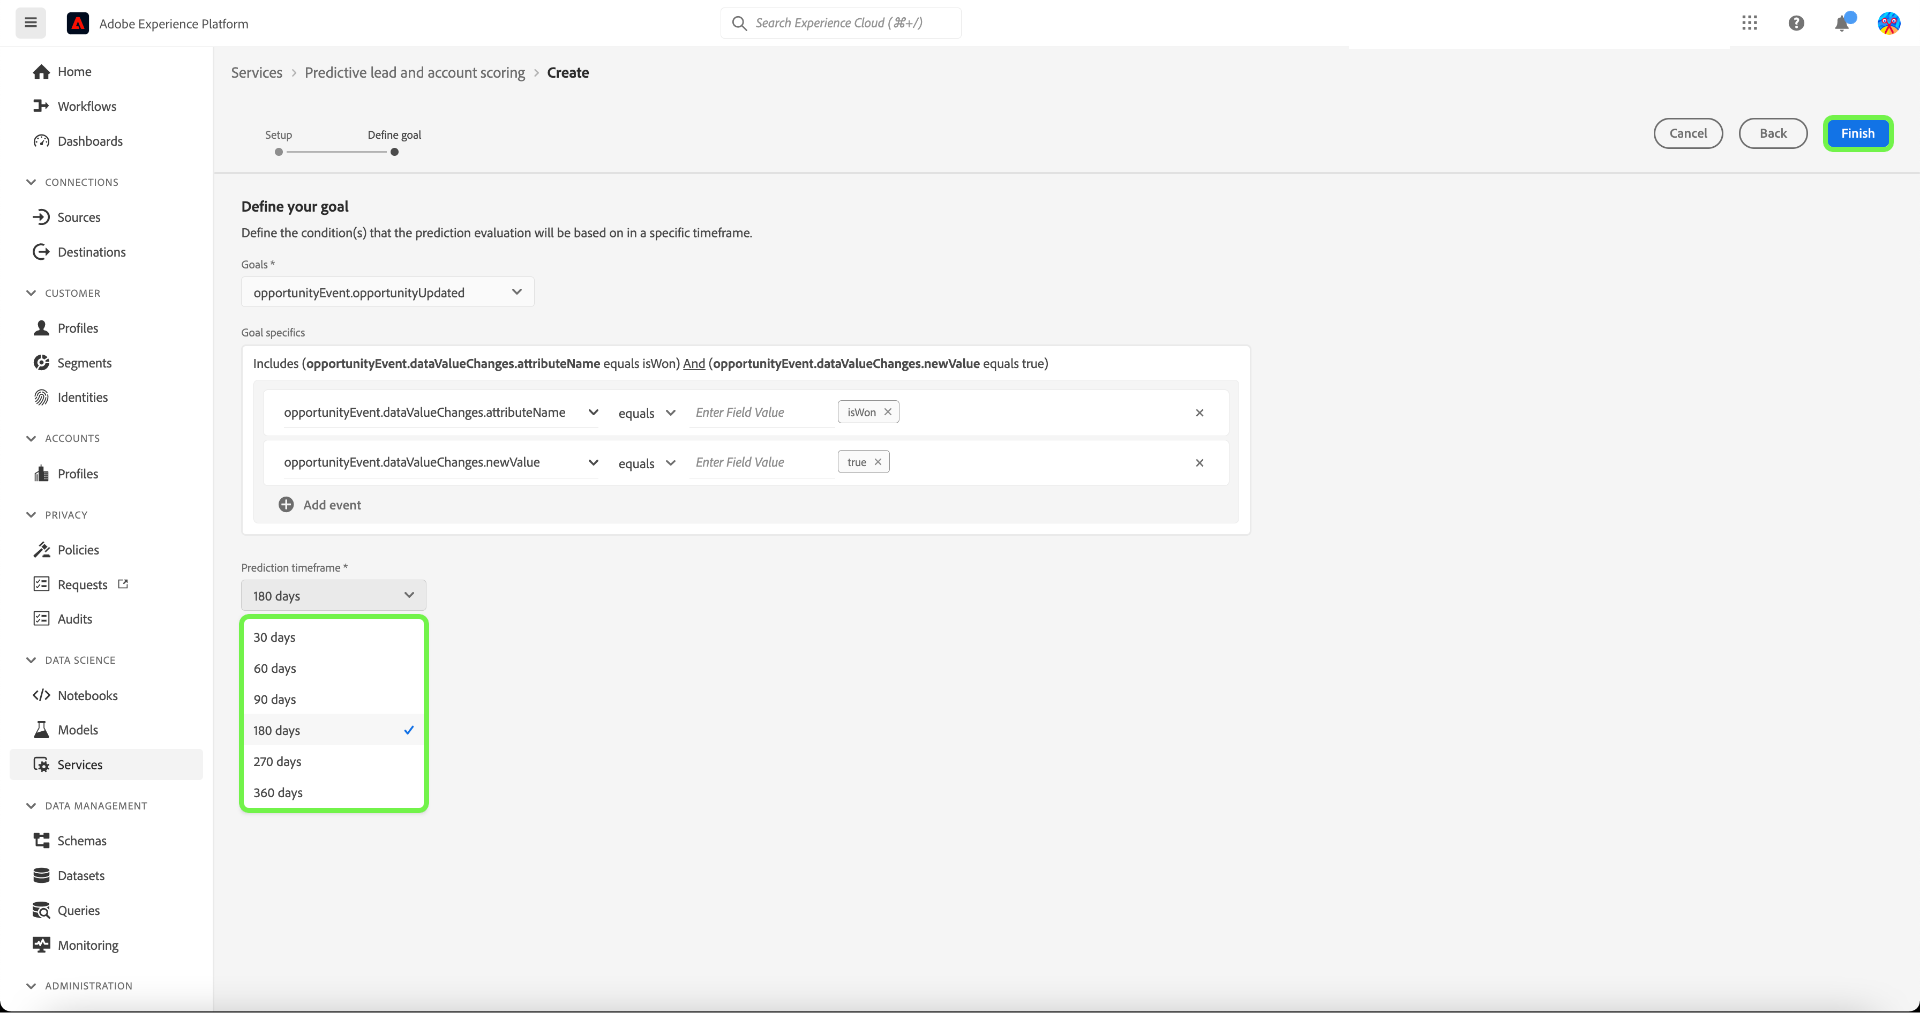 Adobe Experience Platform
Search Experience Cloud (⌘+/)
Home
Workflows
Dashboards
CONNECTIONS
Sources
Destinations
CUSTOMER
Profiles
Segments
Identities
ACCOUNTS
Profiles
PRIVACY
Policies
Requests
Audits
DATA SCIENCE
Notebooks
Models
Services
DATA MANAGEMENT
Schemas
Datasets
Queries
Monitoring
ADMINISTRATION
Services > Predictive lead and account scoring > Create
Setup Define goal
Cancel Back Finish
Define your goal
Define the condition(s) that the prediction evaluation will be based on in a specific timeframe.
Goals *
opportunityEvent.opportunityUpdated
Goal specifics
Includes (opportunityEvent.dataValueChanges.attributeName equals isWon) And (opportunityEvent.dataValueChanges.newValue equals true)
opportunityEvent.dataValueChanges.attributeName equals Enter Field Value isWon
opportunityEvent.dataValueChanges.newValue equals Enter Field Value true
Add event
Prediction timeframe *
180 days
30 days
60 days
90 days
180 days
270 days
360 days